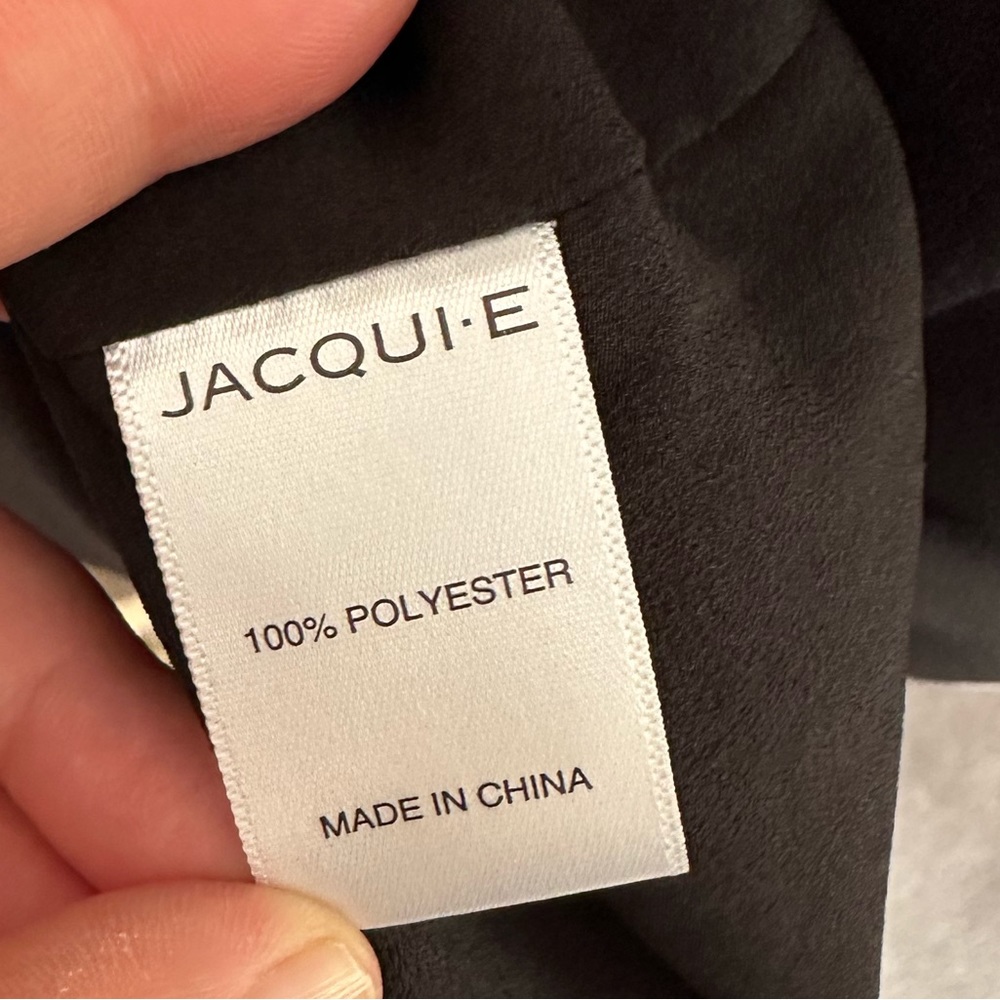 JACQUI·E
100% POLYESTER
MADE IN CHINA